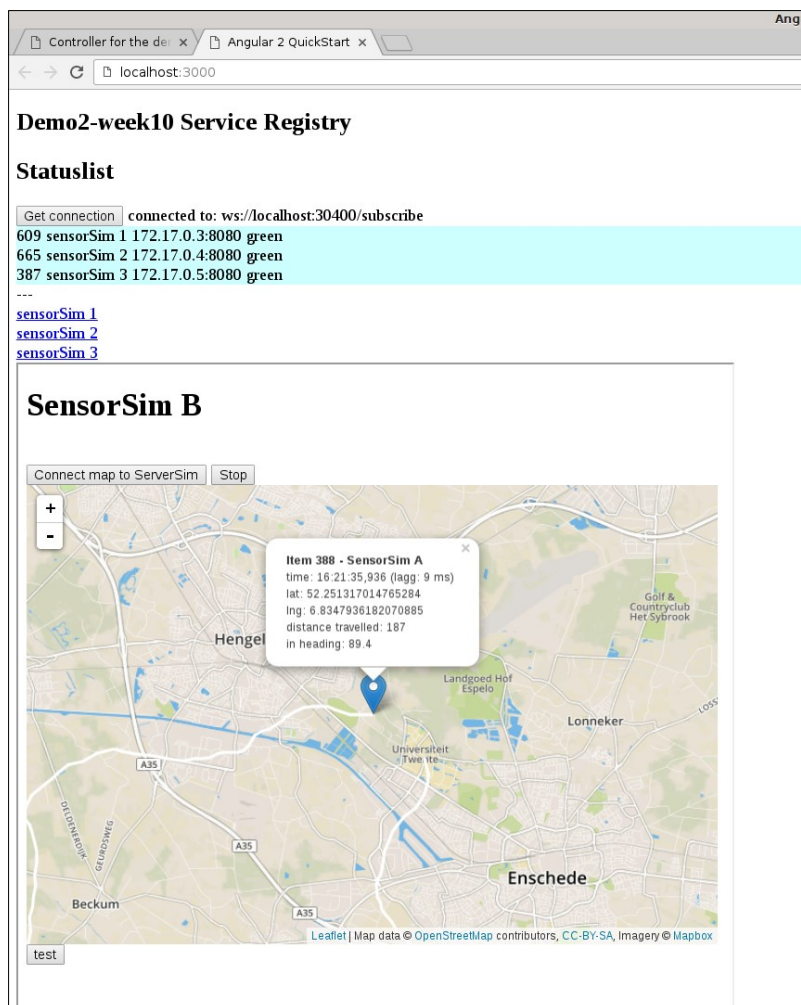 Ang
Controller for the der
Angular 2 QuickStart
localhost:3000
Demo2-week10 Service Registry
Statuslist
Get connection connected to: ws://localhost:30400/subscribe
609 sensorSim 1 172.17.0.3:8080 green
665 sensorSim 2 172.17.0.4:8080 green
387 sensorSim 3 172.17.0.5:8080 green
---
sensorSim 1
sensorSim 2
sensorSim 3
SensorSim B
Connect map to ServerSim Stop
+
-
Item 388 - SensorSim A
time: 16:21:35,936 (lagg: 9 ms)
lat: 52.251317014765284
lng: 6.8347936182070885
distance travelled: 187
in heading: 89.4
Golf &
Countryclub
Het Sybrook
Hengel
Landgoed Hof
Espelo
Lonneker
LOSS
Universiteit
Twente
A35
DELDENERDIJK
GEURDSWEG
A35
Enschede
Beckum
A35
Leaflet | Map data © OpenStreetMap contributors, CC-BY-SA, Imagery © Mapbox
test